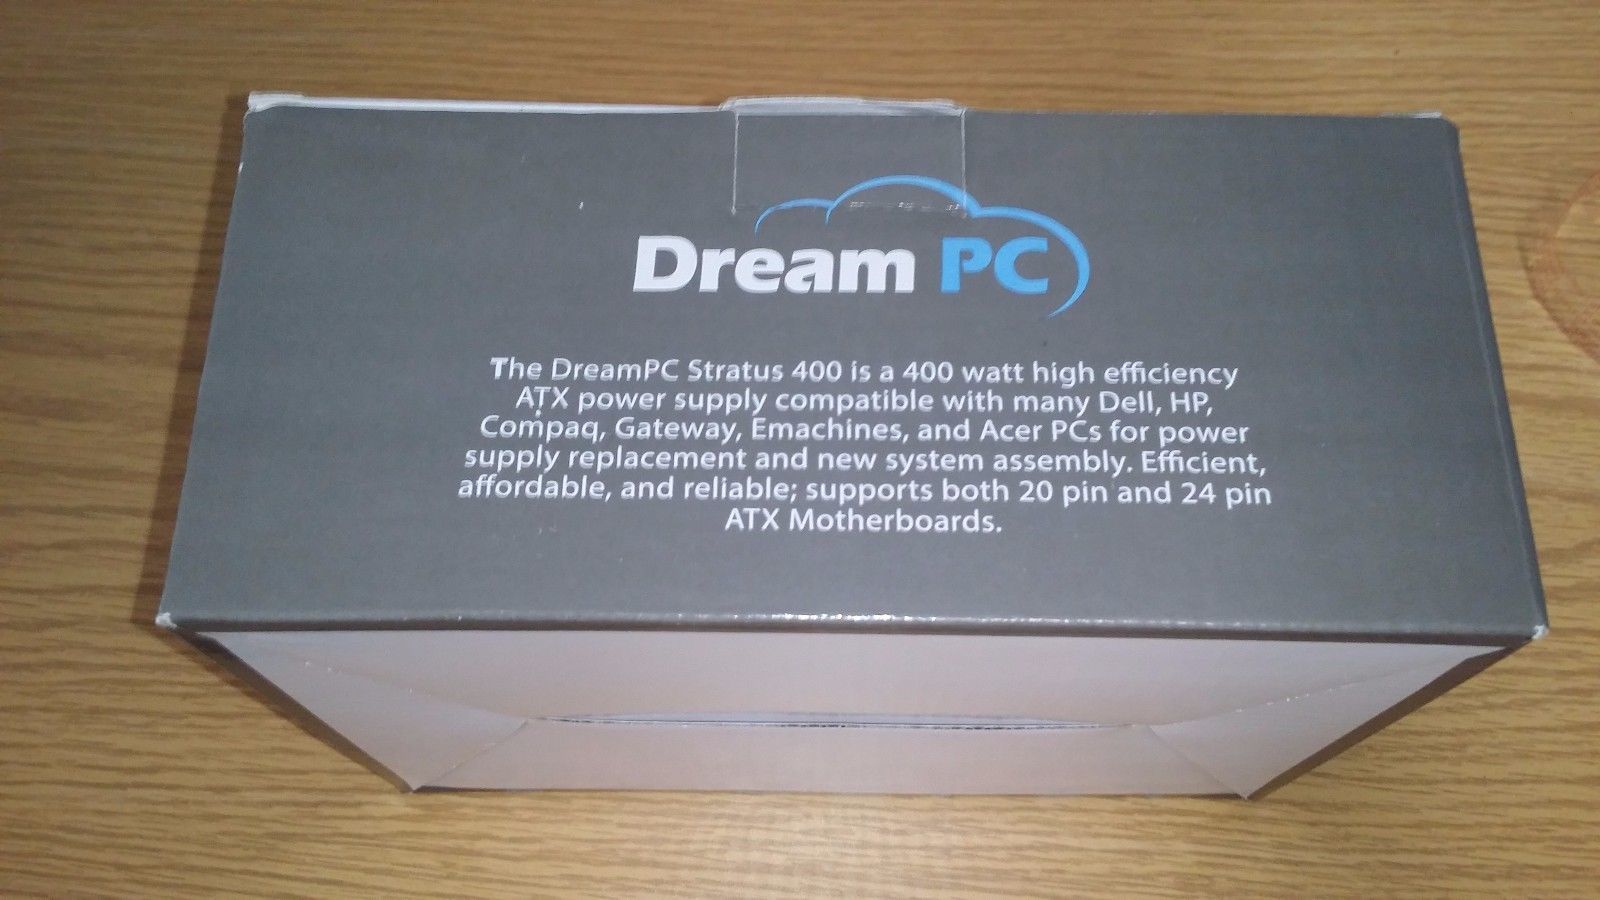 Dream PC
The DreamPC Stratus 400 is a 400 watt high efficiency
ATX power supply compatible with many Dell, HP,
Compaq, Gateway, Emachines, and Acer PCs for power
supply replacement and new system assembly. Efficient,
affordable, and reliable; supports both 20 pin and 24 pin
ATX Motherboards.